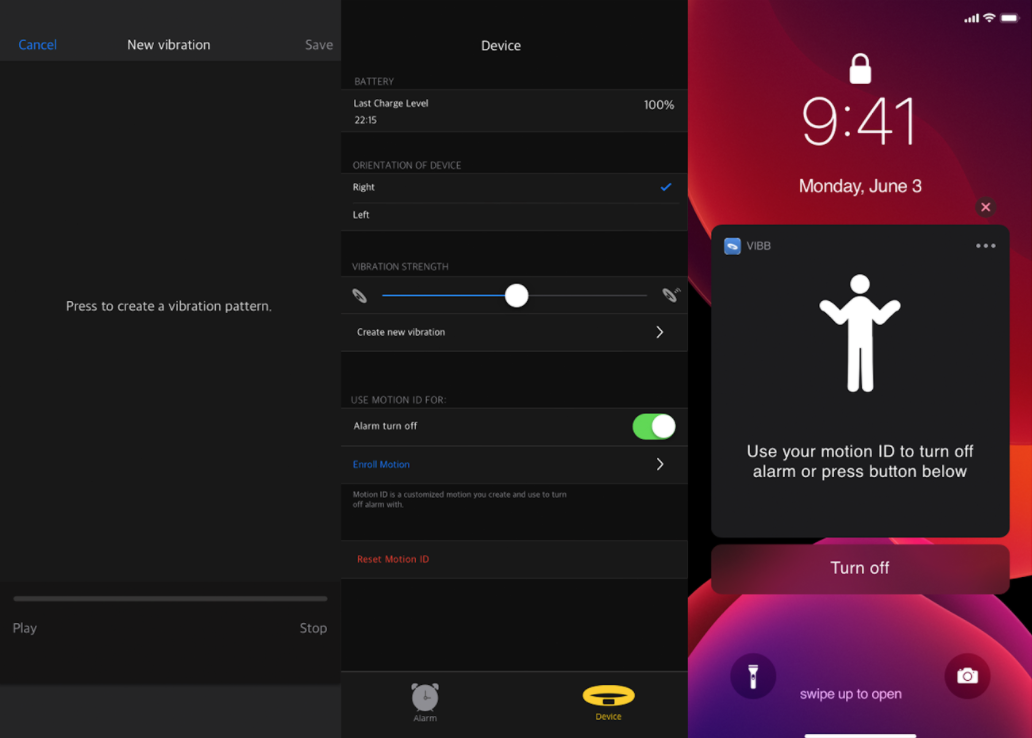 Cancel New vibration Save
Press to create a vibration pattern.
Play Stop
Device
BATTERY
Last Charge Level 100%
22:15
ORIENTATION OF DEVICE
Right
Left
VIBRATION STRENGTH
Create new vibration
USE MOTION ID FOR:
Alarm turn off
Enroll Motion
Motion ID is a customized motion you create and use to turn
off alarm with.
Reset Motion ID
Alarm Device
9:41
Monday, June 3
VIBB
Use your motion ID to turn off
alarm or press button below
Turn off
swipe up to open